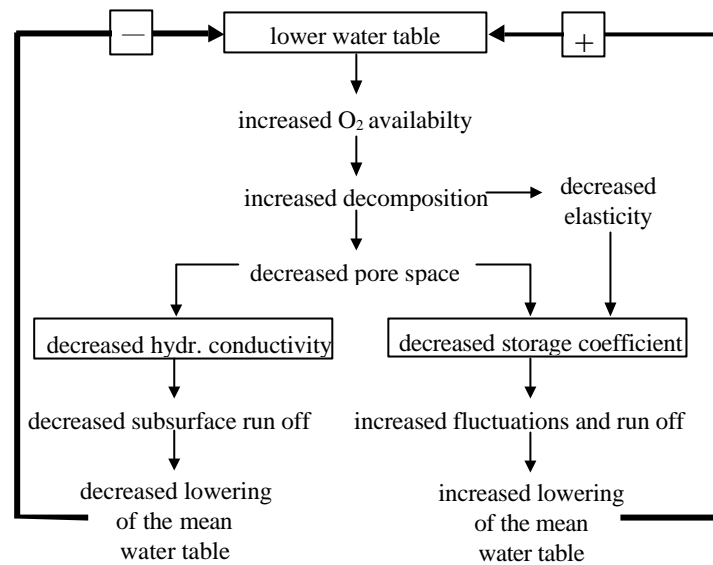 −
lower water table
+
increased O₂ availabilty
increased decomposition
decreased
elasticity
decreased pore space
decreased hydr. conductivity
decreased storage coefficient
decreased subsurface run off
increased fluctuations and run off
decreased lowering
of the mean
water table
increased lowering
of the mean
water table